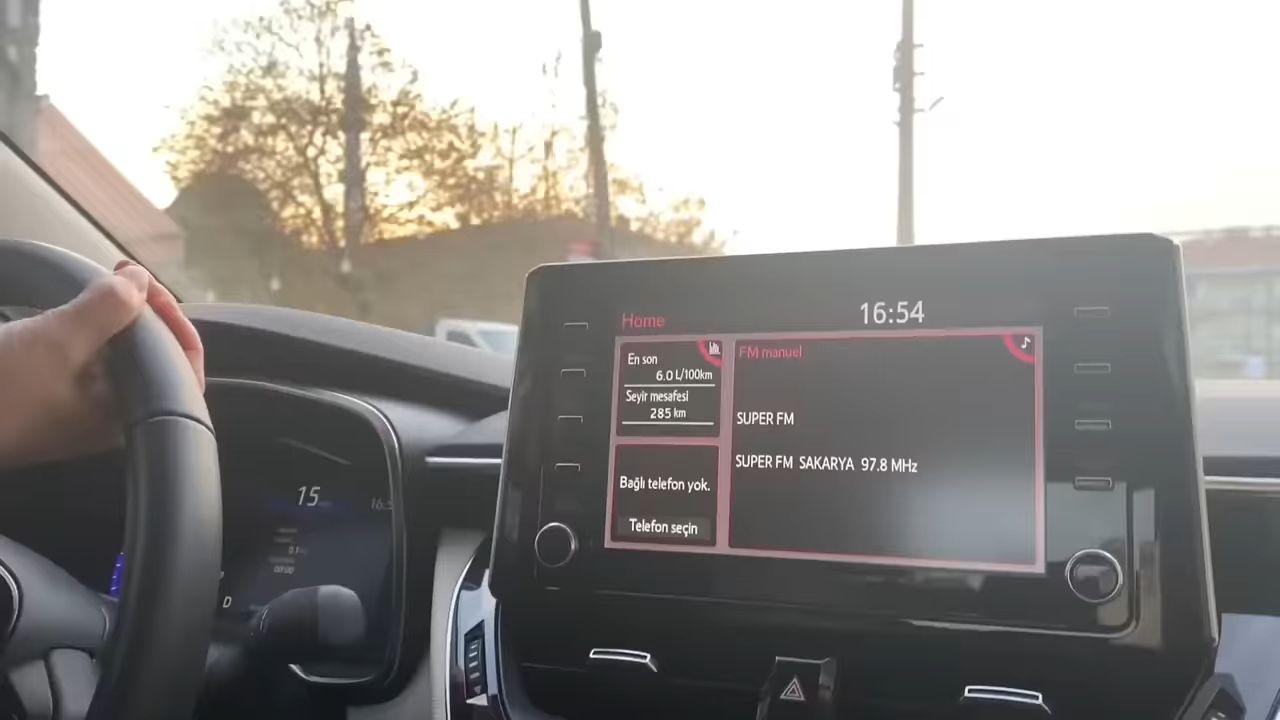 Home
16:54
En son
6.0 L/100km
Seyir mesafesi
285 km
Bağlı telefon yok.
Telefon seçin
FM manuel
SUPER FM
SUPER FM SAKARYA 97.8 MHz
15
D